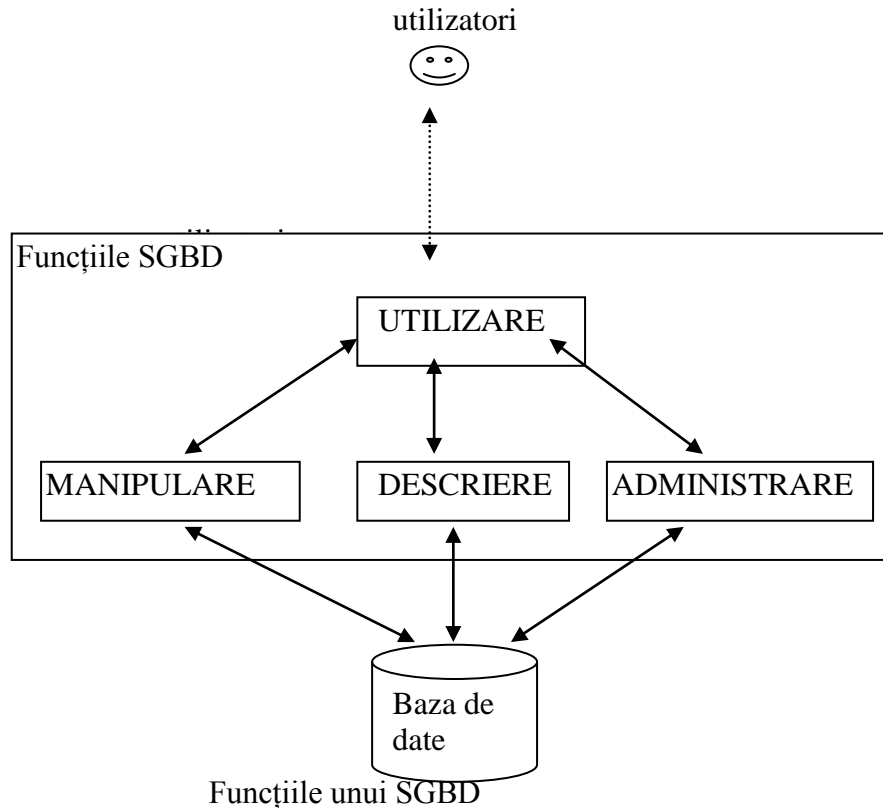 utilizatori
Funcțiile SGBD
UTILIZARE
MANIPULARE DESCRIERE ADMINISTRARE
Baza de
date
Funcțiile unui SGBD